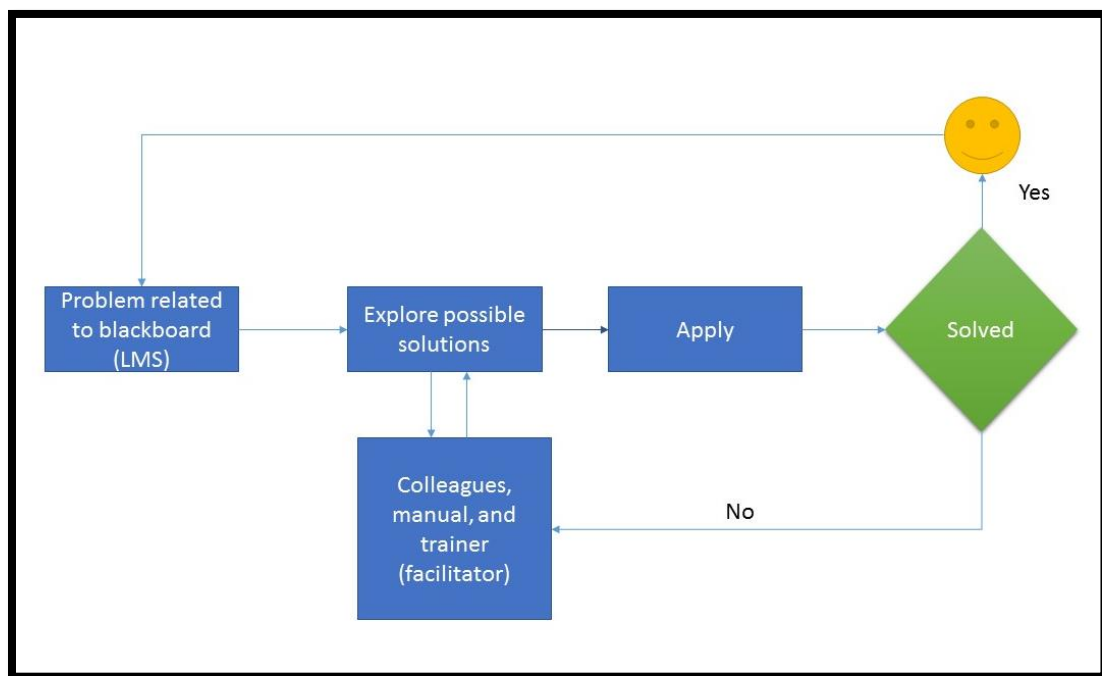 Yes
Problem related
to blackboard
(LMS)
Explore possible
solutions
Apply
Solved
Colleagues,
manual, and
trainer
(facilitator)
No